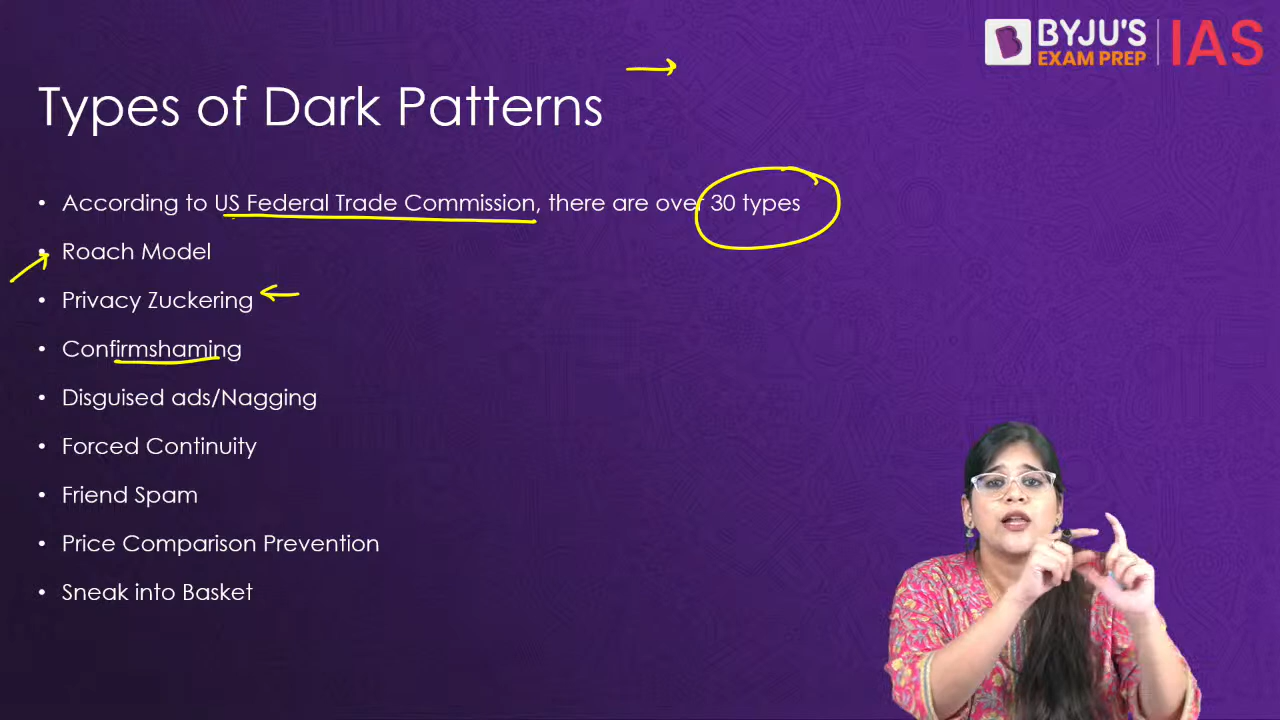 BYJU'S
EXAM PREP
IAS
Types of Dark Patterns
• According to US Federal Trade Commission, there are over 30 types
• Roach Model
• Privacy Zuckering
• Confirmshaming
• Disguised ads/Nagging
• Forced Continuity
• Friend Spam
• Price Comparison Prevention
• Sneak into Basket